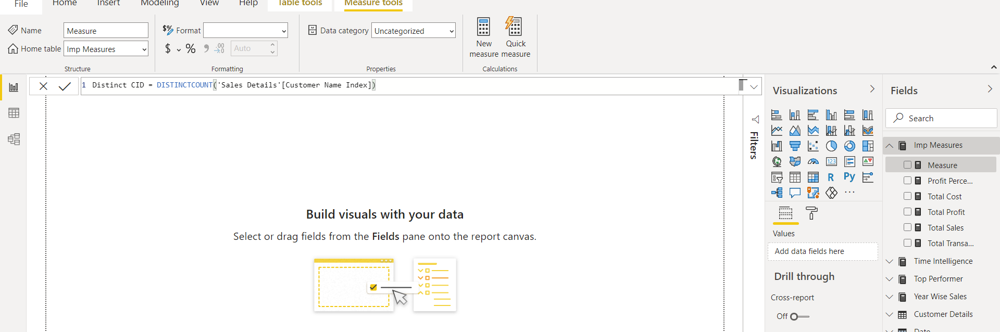 File Home Insert Modeling View Help Table tools Measure tools
Name Measure
Home table Imp Measures
Structure
$% Format
$ % , .00 Auto
Formatting
Data category Uncategorized
Properties
New measure
Quick measure
Calculations
1 Distinct CID = DISTINCTCOUNT('Sales Details'[Customer Name Index])
Build visuals with your data
Select or drag fields from the Fields pane onto the report canvas.
Filters
Visualizations
123
R Py
...
Values
Add data fields here
Drill through
Cross-report
Off
Fields
Search
Imp Measures
Measure
Profit Perce...
Total Cost
Total Profit
Total Sales
Total Transa...
Time Intelligence
Top Performer
Year Wise Sales
Customer Details
Date